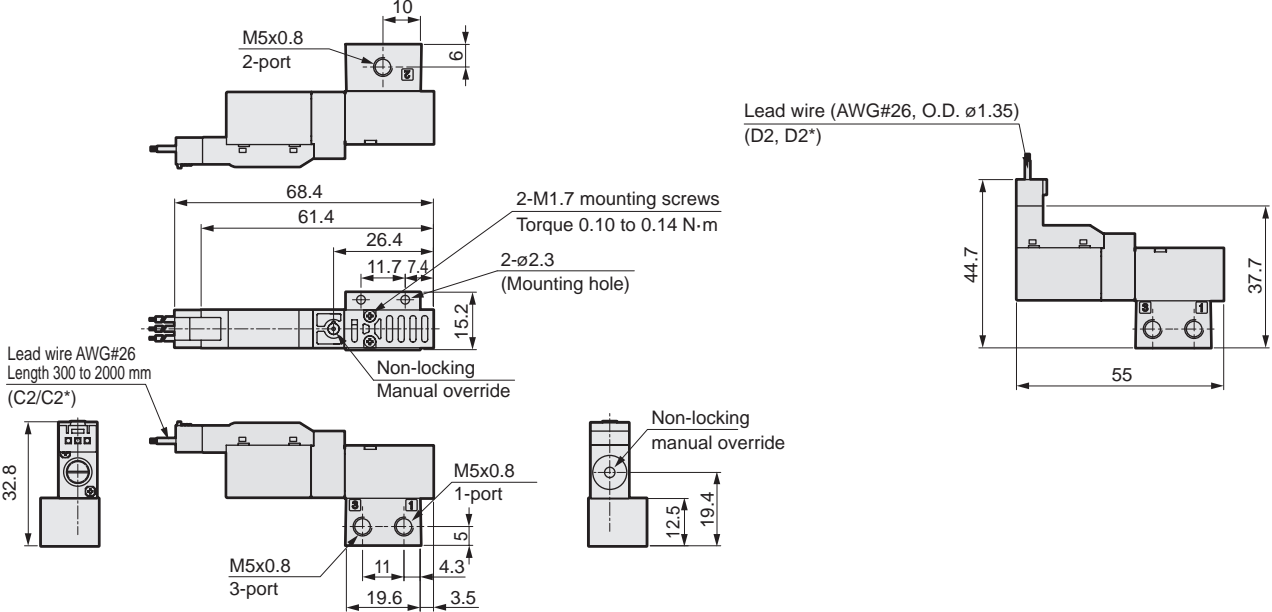 10
M5x0.8
2-port
6
2
68.4
61.4
26.4
11.7
7.4
2-M1.7 mounting screws
Torque 0.10 to 0.14 N·m
2-ø2.3
(Mounting hole)
15.2
Non-locking
Manual override
Lead wire AWG#26
Length 300 to 2000 mm
(C2/C2*)
32.8
M5x0.8
1-port
3
1
5
M5x0.8
3-port
11
4.3
19.6
3.5
Non-locking
manual override
12.5
19.4
Lead wire (AWG#26, O.D. ø1.35)
(D2, D2*)
44.7
37.7
3
1
55